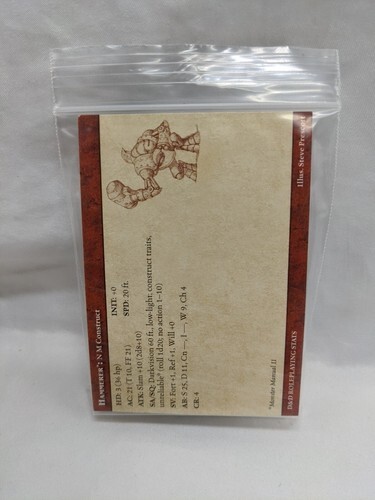 HAMMERER*: N M Construct
HD: 3 (36 hp) INIT: +0
AC: 21 (T 10, FF 21) SPD: 20 ft.
ATK: Slam +10 (2d8+10)
SA/SQ: Darkvision 60 ft., low-light, construct traits,
unreliable* (roll 1d20; no action 1–10)
SV: Fort +1, Ref +1, Will +0
AB: S 25, D 11, Cn —, I —, W 9, Ch 4
CR: 4
*Monster Manual II
D&D ROLEPLAYING STATS
Illus. Steve Prescott